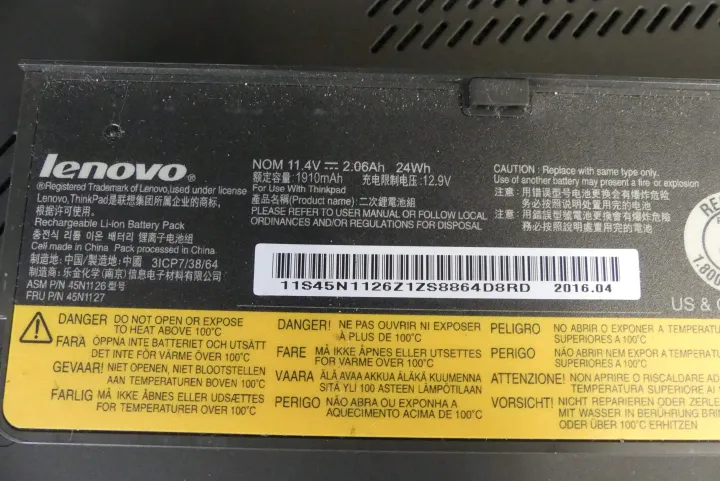 lenovo®
®Registered Trademark of Lenovo,used under license
Lenovo,ThinkPad是联想集团所属企业的商标,
根据许可使用。
Rechargeable Li-ion Battery Pack
충전식 리튬 이온 배터리 锂离子电池组
Cell made in China Pack processed in China
制造国:中国/製造地:中國 3ICP7/38/64
制造商:乐金化学(南京)信息电子材料有限公司
ASM P/N 45N1126 型号
FRU P/N 45N1127
NOM 11.4V ⎓ 2.06Ah 24Wh
额定容量:1910mAh 充电限制电压:12.9V
For Use With Thinkpad
產品名稱(Product name) : 二次鋰電池組
PLEASE REFER TO USER MANUAL OR FOLLOW LOCAL
ORDINANCES AND/OR REGULATIONS FOR DISPOSAL
CAUTION : Replace with same type only.
Use of another battery may present a fire or explosion
注意:用错误型号电池更换会有爆炸危险
务必按照说明处置用完的电池
注意:用錯誤型號電池更換會有爆炸危險
務必按照說明處置用完的電池
11S45N1126Z1ZS8864D8RD 2016.04
1.800
US & C
DANGER DO NOT OPEN OR EXPOSE
TO HEAT ABOVE 100°C
FARA ÖPPNA INTE BATTERIET OCH UTSÄTT
DET INTE FÖR VÄRME ÖVER 100°C
GEVAAR! NIET OPENEN, NIET BLOOTSTELLEN
AAN TEMPERATUREN BOVEN 100°C
FARLIG MÅ IKKE ÅBNES ELLER UDSÆTTES
FOR TEMPERATURER OVER 100°C
DANGER! NE PAS OUVRIR NI EXPOSER
À PLUS DE 100°C
FARE MÅ IKKE ÅPNES ELLER UTSETTES
FOR VARME OVER 100°C
VAARA ÄLÄ AVAA AKKUA ÄLÄKÄ KUUMENNA
SITÄ YLI 100 ASTEEN LÄMPÖTILAAN
PERIGO NÃO ABRA OU EXPONHA A
AQUECIMENTO ACIMA DE 100°C
PELIGRO NO ABRIR O EXPONER A TEMPERATU
SUPERIORES A 100°C
PERIGO NÃO ABRIR NEM EXPOR A TEMPERAT
SUPERIORES A 100°C
ATTENZIONE! NON APRIRE O RISCALDARE AD
TEMPERATURA SUPERIORE AI
VORSICHT! NICHT REPARIEREN ODER ZERLEG
MIT WASSER IN BERÜHRUNG BRIN
ODER ÜBER 100°C ERHITZEN